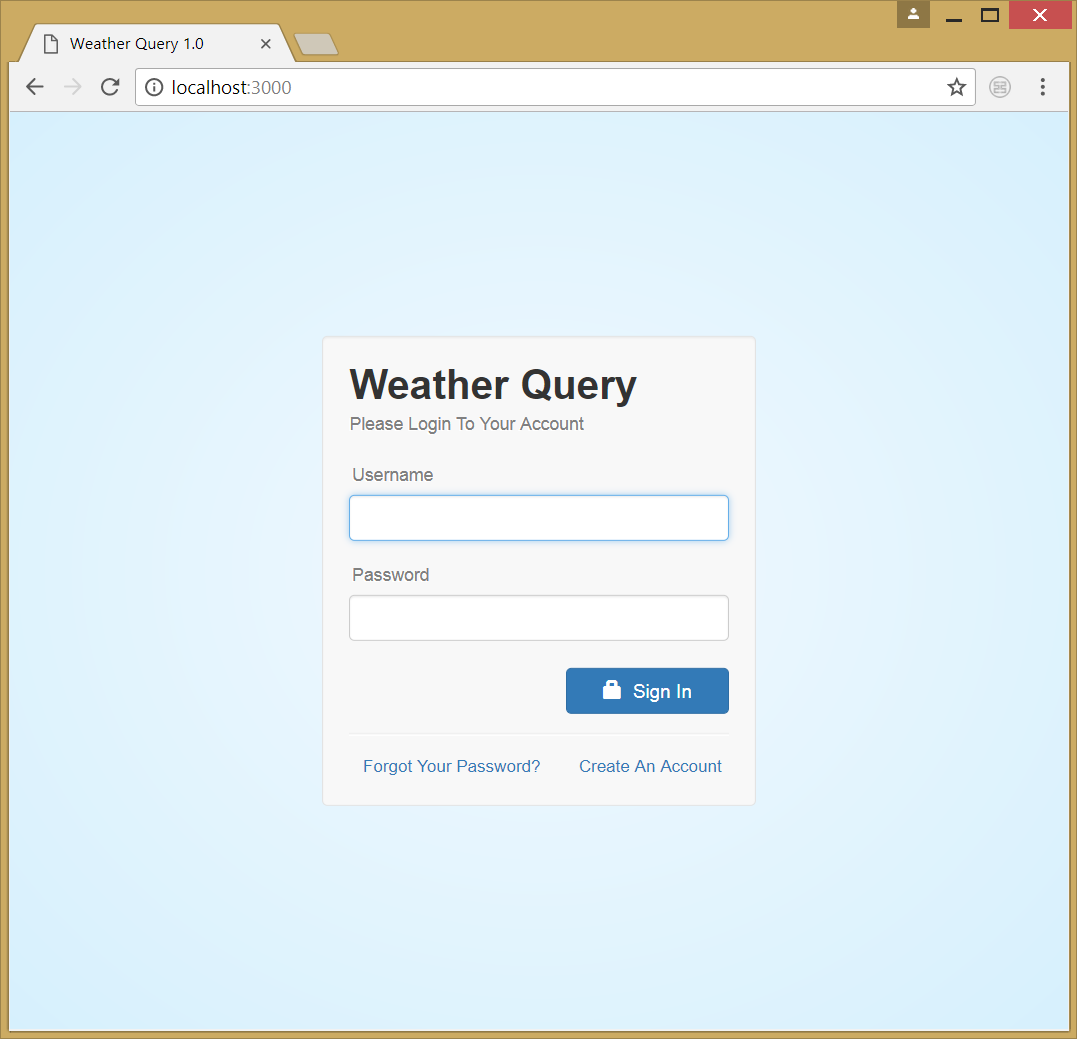 Weather Query 1.0
localhost:3000
Weather Query
Please Login To Your Account
Username
Password
Sign In
Forgot Your Password? Create An Account